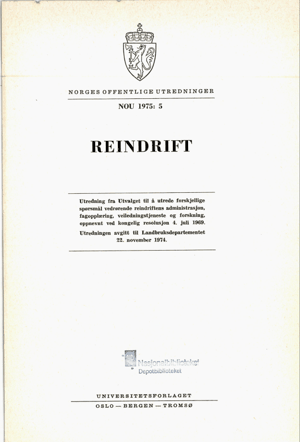 NORGES OFFENTLIGE UTREDNINGER
NOU 1975: 5
REINDRIFT
Utredning fra Utvalget til å utrede forskjellige
spørsmål vedrørende reindriftens administrasjon,
fagopplæring, veiledningstjeneste og forskning,
oppnevnt ved kongelig resolusjon 4. juli 1969.
Utredningen avgitt til Landbruksdepartementet
22. november 1974.
Nasjonalbiblioteket
Depotbiblioteket
UNIVERSITETSFORLAGET
OSLO — BERGEN — TROMSØ